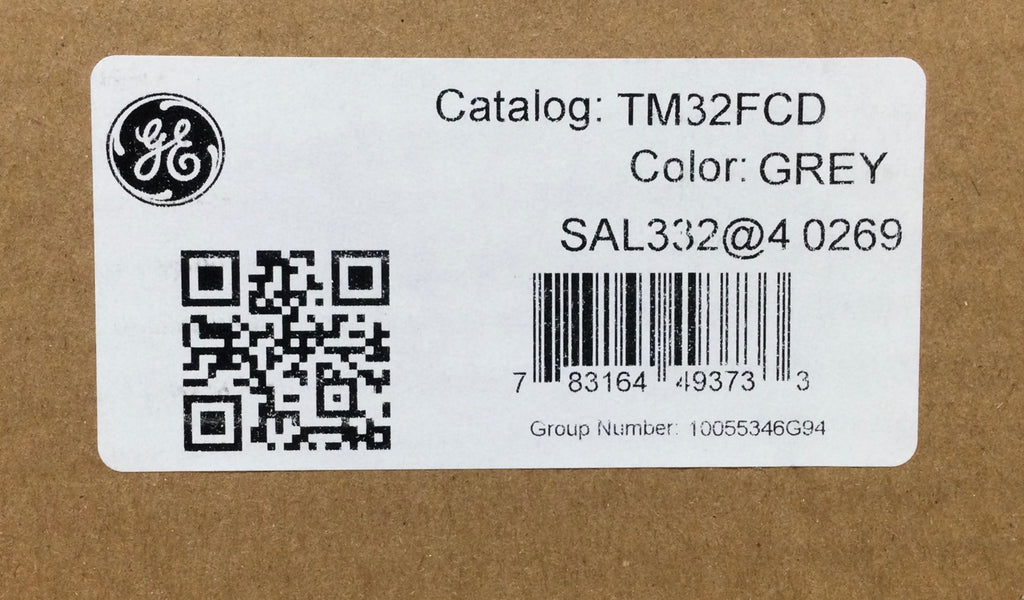 GE
Catalog: TM32FCD
Color: GREY
SAL332@4 0269
7 83164 49373 3
Group Number: 10055346G94